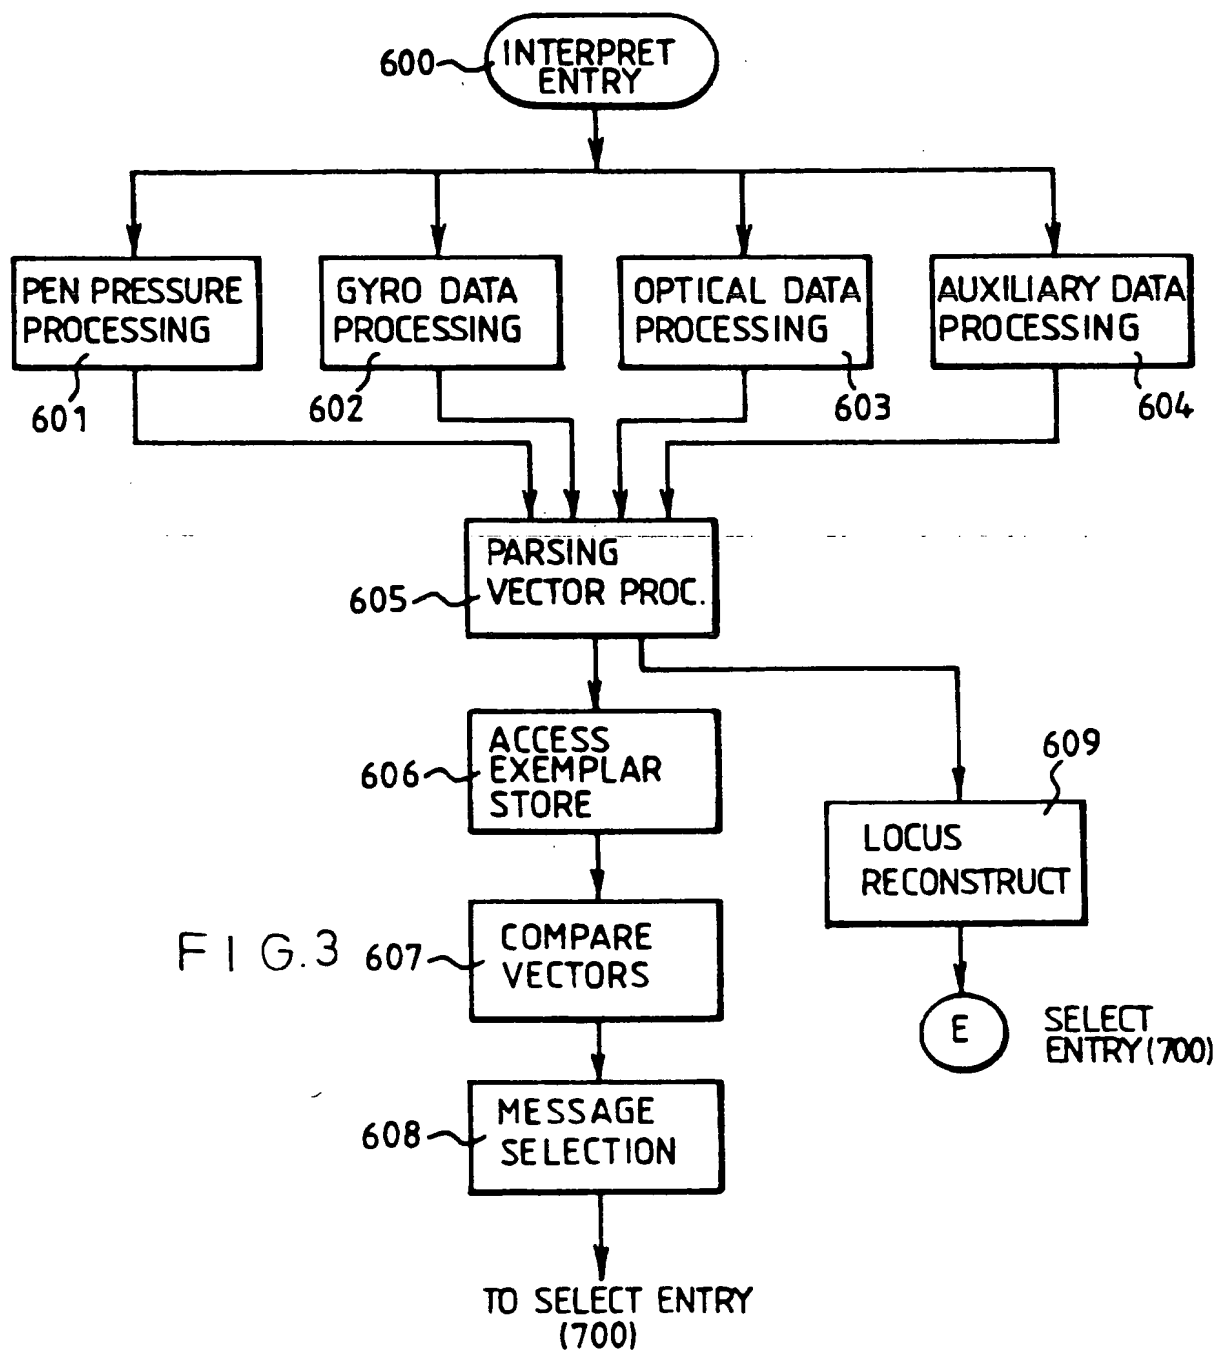 INTERPRET
ENTRY
600
PEN PRESSURE
PROCESSING
601
GYRO DATA
PROCESSING
602
OPTICAL DATA
PROCESSING
603
AUXILIARY DATA
PROCESSING
604
PARSING
VECTOR PROC.
605
ACCESS
EXEMPLAR
STORE
606
609
LOCUS
RECONSTRUCT
COMPARE
VECTORS
607
FIG.3
E
SELECT
ENTRY (700)
MESSAGE
SELECTION
608
TO SELECT ENTRY
(700)